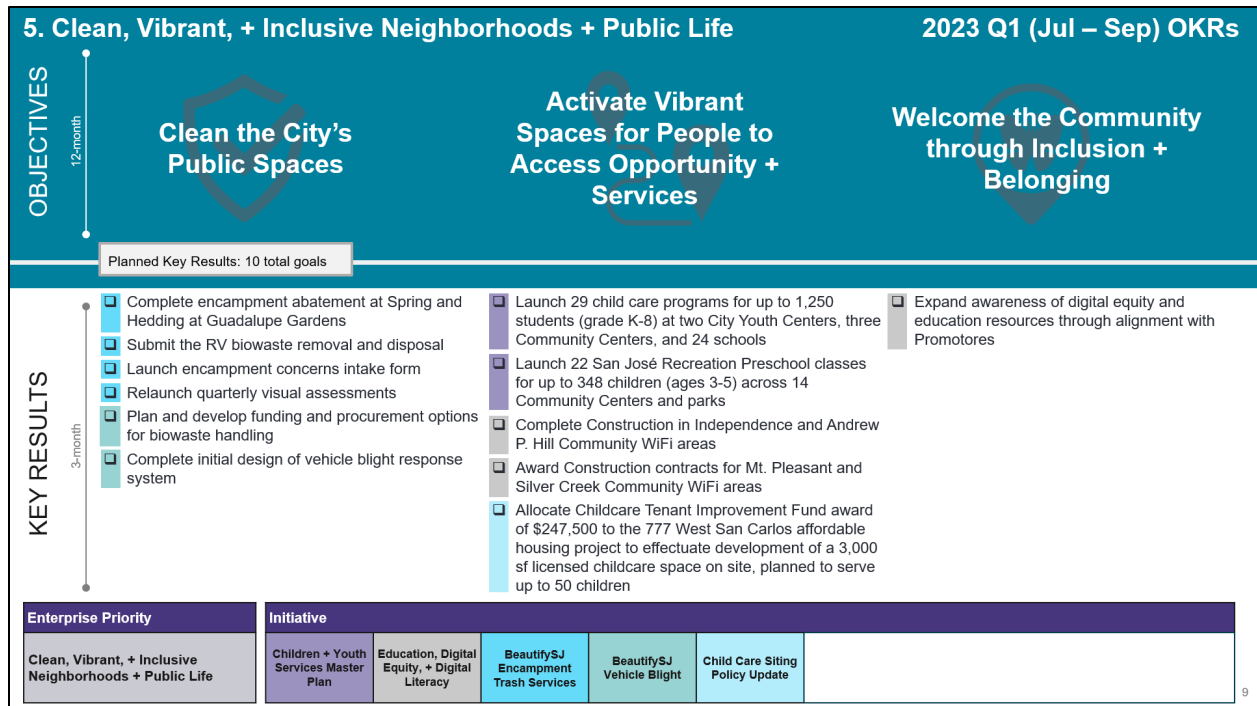 5. Clean, Vibrant, + Inclusive Neighborhoods + Public Life
2023 Q1 (Jul – Sep) OKRs
OBJECTIVES
12-month
Clean the City's
Public Spaces
Activate Vibrant
Spaces for People to
Access Opportunity +
Services
Welcome the Community
through Inclusion +
Belonging
Planned Key Results: 10 total goals
KEY RESULTS
3-month
Complete encampment abatement at Spring and
Hedding at Guadalupe Gardens
Submit the RV biowaste removal and disposal
Launch encampment concerns intake form
Relaunch quarterly visual assessments
Plan and develop funding and procurement options
for biowaste handling
Complete initial design of vehicle blight response
system
Launch 29 child care programs for up to 1,250
students (grade K-8) at two City Youth Centers, three
Community Centers, and 24 schools
Launch 22 San José Recreation Preschool classes
for up to 348 children (ages 3-5) across 14
Community Centers and parks
Complete Construction in Independence and Andrew
P. Hill Community WiFi areas
Award Construction contracts for Mt. Pleasant and
Silver Creek Community WiFi areas
Allocate Childcare Tenant Improvement Fund award
of $247,500 to the 777 West San Carlos affordable
housing project to effectuate development of a 3,000
sf licensed childcare space on site, planned to serve
up to 50 children
Expand awareness of digital equity and
education resources through alignment with
Promotores
Enterprise Priority
Clean, Vibrant, + Inclusive
Neighborhoods + Public Life
Initiative
Children + Youth
Services Master
Plan
Education, Digital
Equity, + Digital
Literacy
BeautifySJ
Encampment
Trash Services
BeautifySJ
Vehicle Blight
Child Care Siting
Policy Update
9